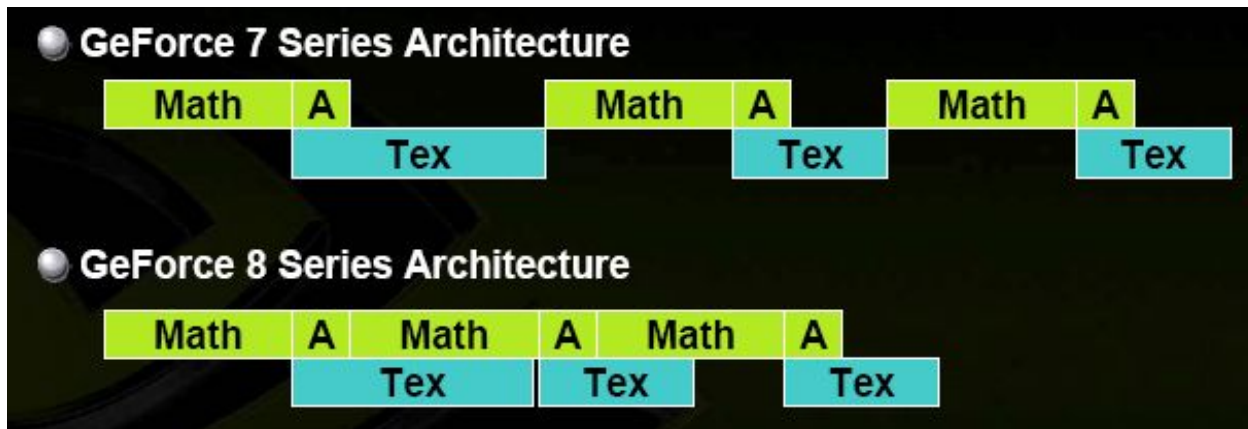 GeForce 7 Series Architecture
Math A Math A Math A
Tex Tex Tex
GeForce 8 Series Architecture
Math A Math A Math A
Tex Tex Tex